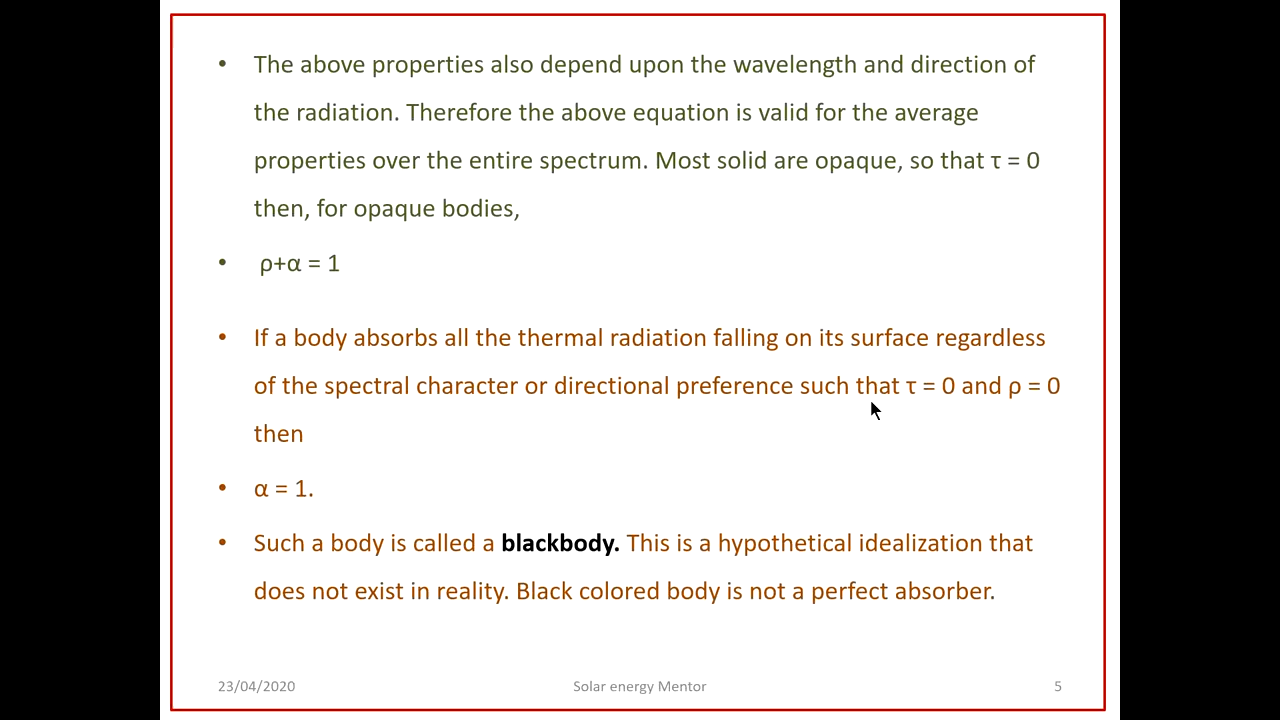 • The above properties also depend upon the wavelength and direction of
the radiation. Therefore the above equation is valid for the average
properties over the entire spectrum. Most solid are opaque, so that τ = 0
then, for opaque bodies,
• ρ+α = 1
• If a body absorbs all the thermal radiation falling on its surface regardless
of the spectral character or directional preference such that τ = 0 and ρ = 0
then
• α = 1.
• Such a body is called a blackbody. This is a hypothetical idealization that
does not exist in reality. Black colored body is not a perfect absorber.
23/04/2020 Solar energy Mentor 5